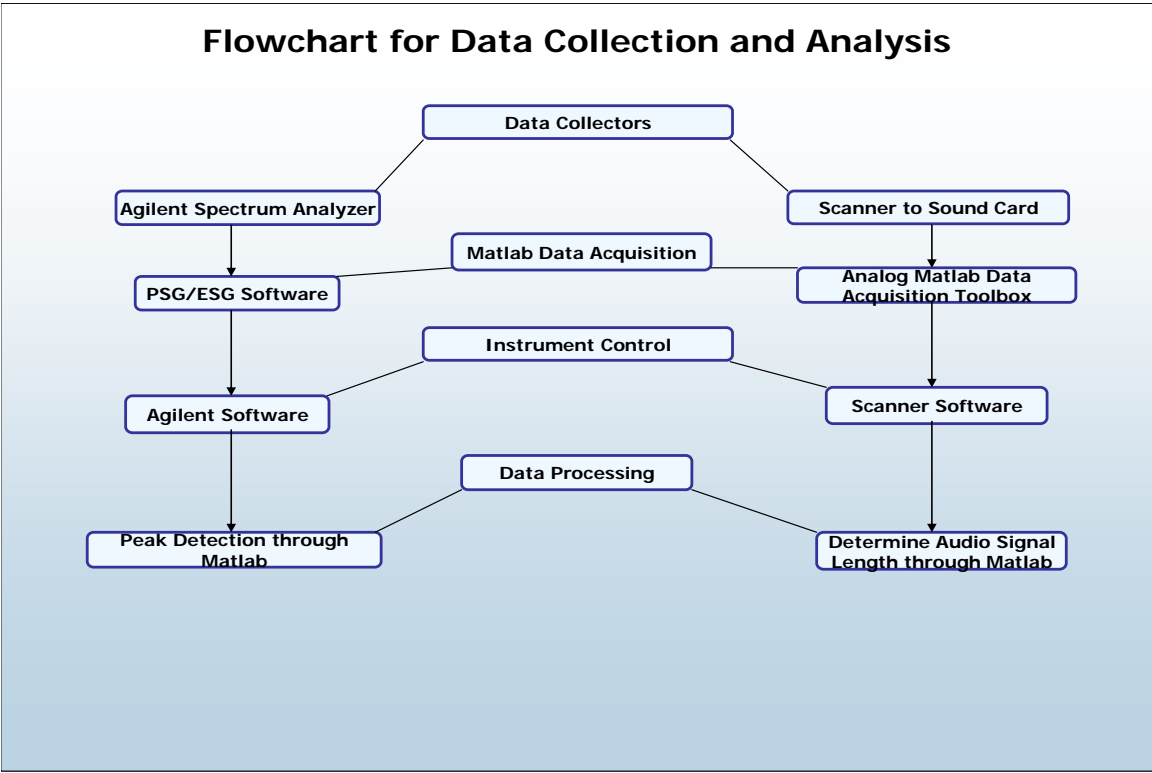 Flowchart for Data Collection and Analysis
Data Collectors
Agilent Spectrum Analyzer
Scanner to Sound Card
Matlab Data Acquisition
PSG/ESG Software
Analog Matlab Data
Acquisition Toolbox
Instrument Control
Agilent Software
Scanner Software
Data Processing
Peak Detection through
Matlab
Determine Audio Signal
Length through Matlab